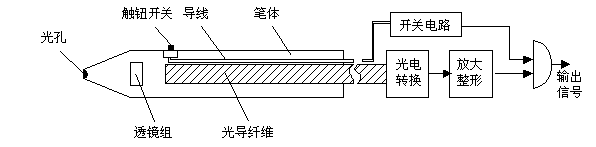 触钮开关
导线
笔体
开关电路
光孔
光电
转换
放大
整形
输出
信号
透镜组
光导纤维